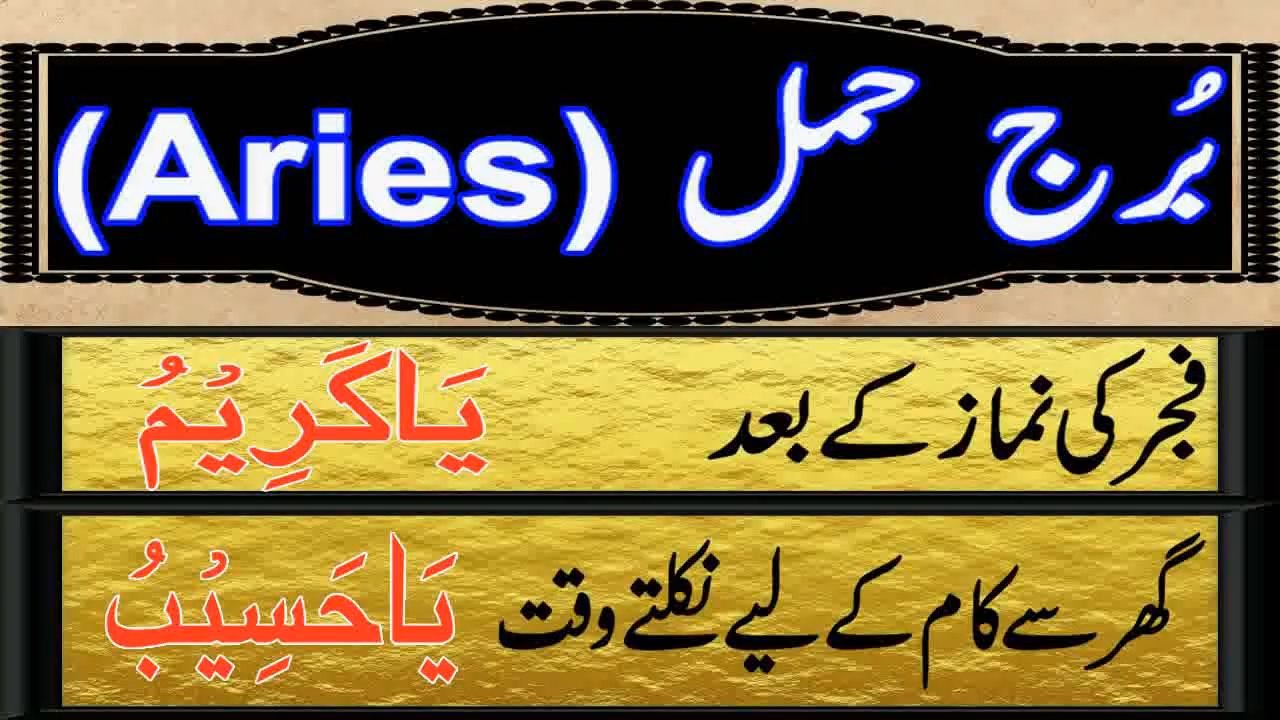 بُرج حمل (Aries)
فجر کی نماز کے بعد یَاکَرِیْمُ
گھر سے کام کے لیے نکلتے وقت یَاحَسِیْبُ